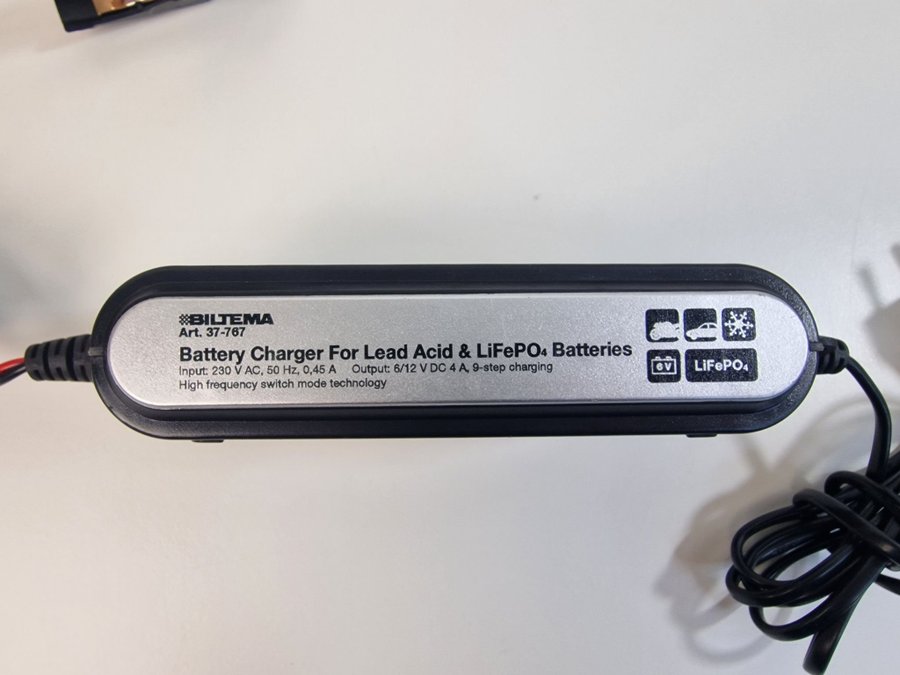 BILTEMA
Art. 37-767
Battery Charger For Lead Acid & LiFePO₄ Batteries
Input: 230 V AC, 50 Hz, 0,45 A Output: 6/12 V DC 4 A, 9-step charging
High frequency switch mode technology
6V
LiFePO₄